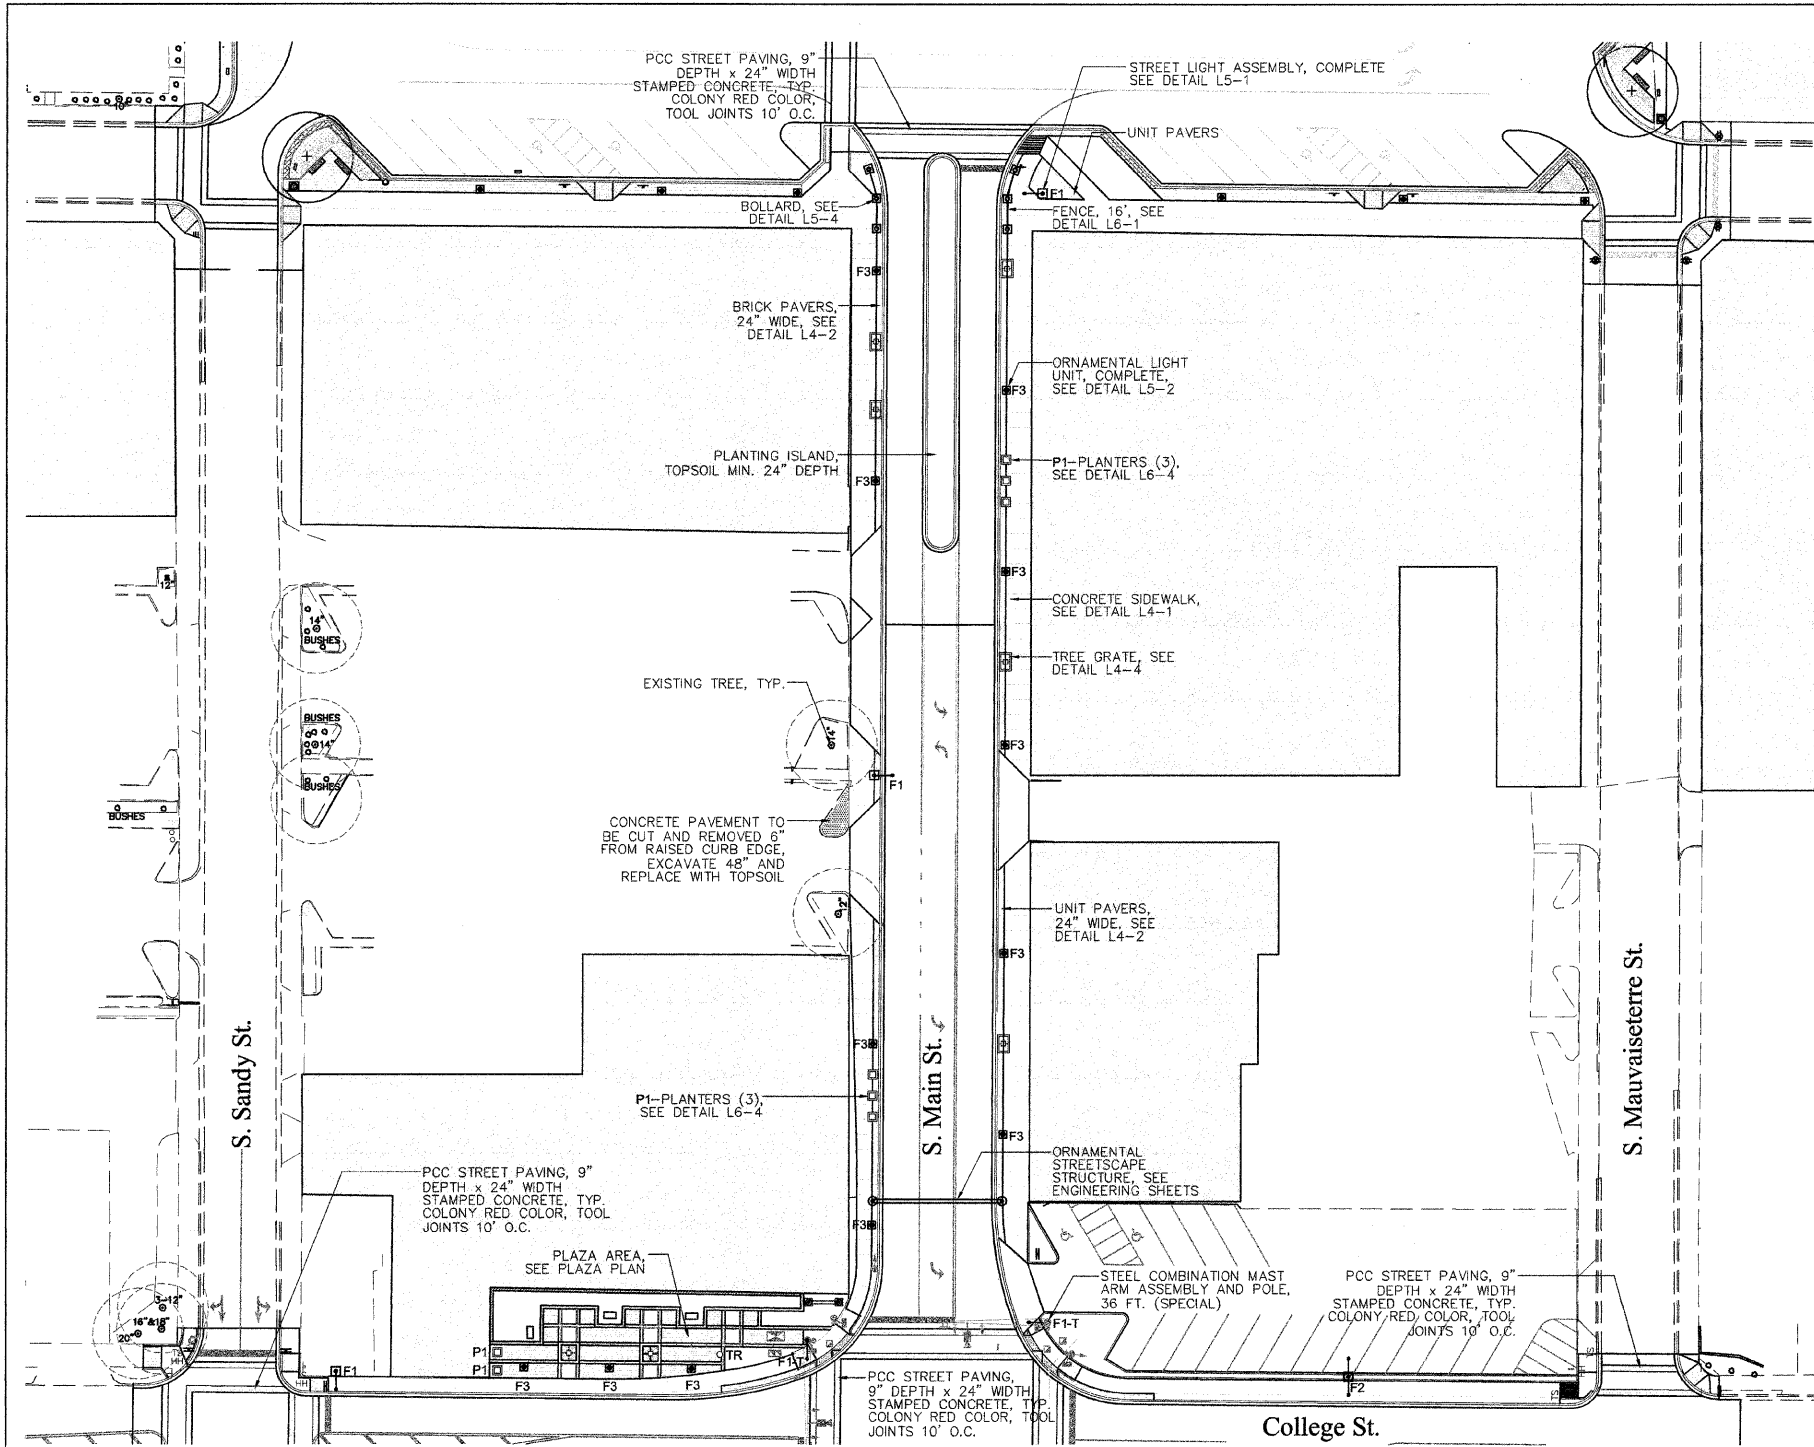 PCC STREET PAVING, 9"
DEPTH x 24" WIDTH
STAMPED CONCRETE, TYP.
COLONY RED COLOR,
TOOL JOINTS 10' O.C.
STREET LIGHT ASSEMBLY, COMPLETE
SEE DETAIL L5-1
UNIT PAVERS
10"
F1
BOLLARD, SEE
DETAIL L5-4
FENCE, 16', SEE
DETAIL L6-1
F3
BRICK PAVERS,
24" WIDE, SEE
DETAIL L4-2
ORNAMENTAL LIGHT
UNIT, COMPLETE,
SEE DETAIL L5-2
F3
PLANTING ISLAND,
TOPSOIL MIN. 24" DEPTH
F3
P1-PLANTERS (3),
SEE DETAIL L6-4
F3
12"
CONCRETE SIDEWALK,
SEE DETAIL L4-1
14"
BUSHES
TREE GRATE, SEE
DETAIL L4-4
EXISTING TREE, TYP.
BUSHES
14"
14"
F3
BUSHES
F1
BUSHES
CONCRETE PAVEMENT TO
BE CUT AND REMOVED 6"
FROM RAISED CURB EDGE,
EXCAVATE 48" AND
REPLACE WITH TOPSOIL
12"
UNIT PAVERS,
24" WIDE, SEE
DETAIL L4-2
F3
S. Sandy St.
S. Main St.
S. Mauvaiseterre St.
F3
P1-PLANTERS (3),
SEE DETAIL L6-4
F3
ORNAMENTAL
STREETSCAPE
STRUCTURE, SEE
ENGINEERING SHEETS
PCC STREET PAVING, 9"
DEPTH x 24" WIDTH
STAMPED CONCRETE, TYP.
COLONY RED COLOR, TOOL
JOINTS 10' O.C.
F3
PLAZA AREA,
SEE PLAZA PLAN
STEEL COMBINATION MAST
ARM ASSEMBLY AND POLE,
36 FT. (SPECIAL)
PCC STREET PAVING, 9"
DEPTH x 24" WIDTH
STAMPED CONCRETE, TYP.
COLONY RED COLOR, TOOL
JOINTS 10' O.C.
3-12"
16"&18"
20"
F1-T
P1
P1
TR
F1-T
F1
HH
HH
F3
F3
F3
F2
TS
PCC STREET PAVING,
9" DEPTH x 24" WIDTH
STAMPED CONCRETE, TYP.
COLONY RED COLOR, TOOL
JOINTS 10' O.C.
College St.